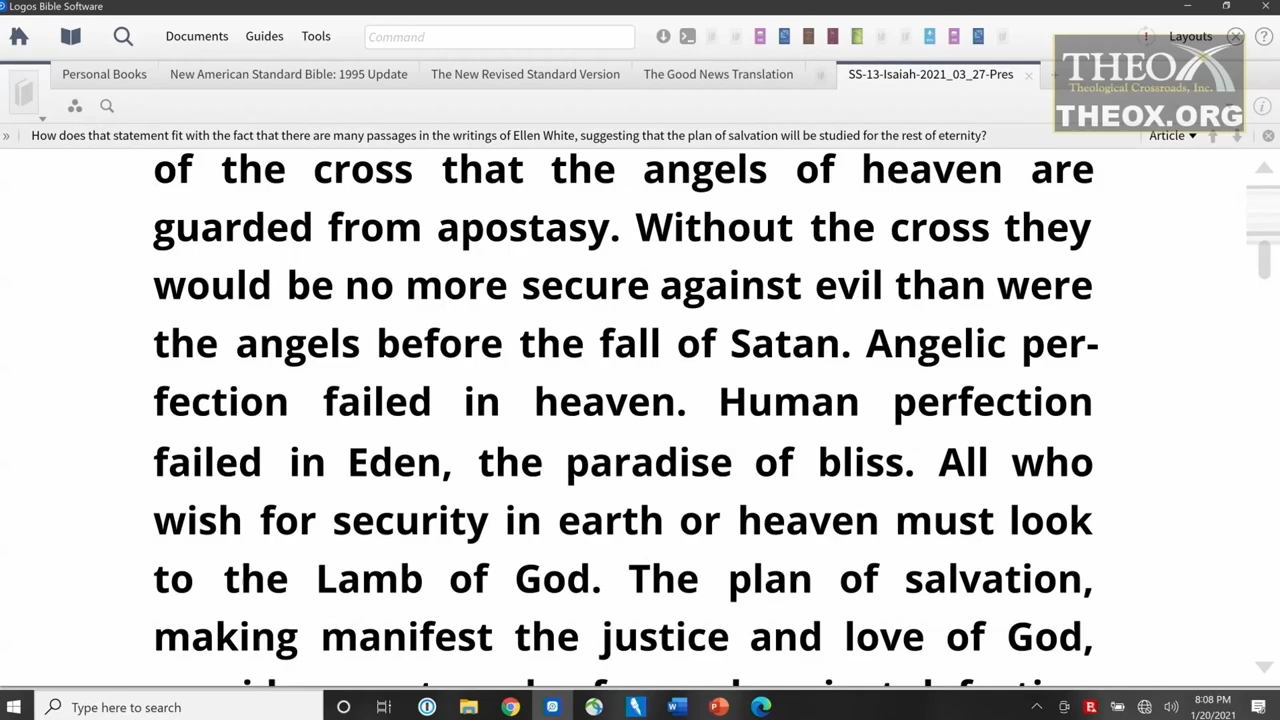 Logos Bible Software
Documents Guides Tools Command Layouts
THEOX
Theological Crossroads, Inc.
THEOX.ORG
Personal Books New American Standard Bible: 1995 Update The New Revised Standard Version The Good News Translation SS-13-Isaiah-2021_03_27-Pres
How does that statement fit with the fact that there are many passages in the writings of Ellen White, suggesting that the plan of salvation will be studied for the rest of eternity? Article
of the cross that the angels of heaven are
guarded from apostasy. Without the cross they
would be no more secure against evil than were
the angels before the fall of Satan. Angelic per-
fection failed in heaven. Human perfection
failed in Eden, the paradise of bliss. All who
wish for security in earth or heaven must look
to the Lamb of God. The plan of salvation,
making manifest the justice and love of God,
Type here to search
8:08 PM
1/20/2021